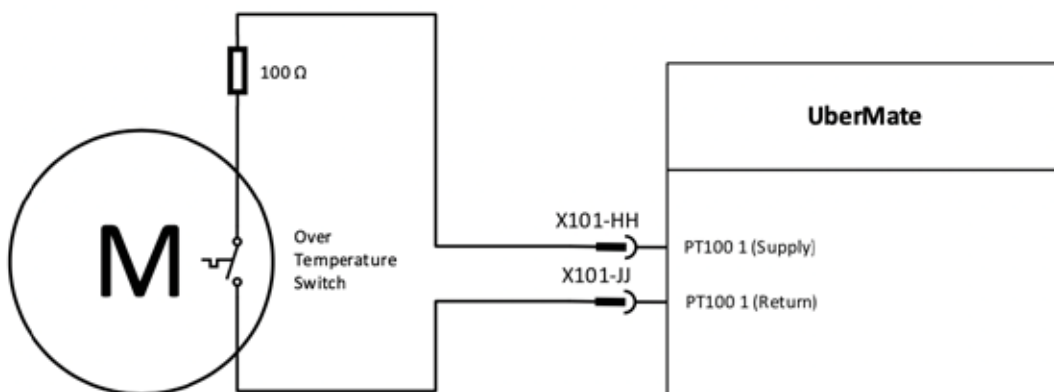 100 Ω
UberMate
X101-HH
PT100 1 (Supply)
M
Over
Temperature
Switch
X101-JJ
PT100 1 (Return)